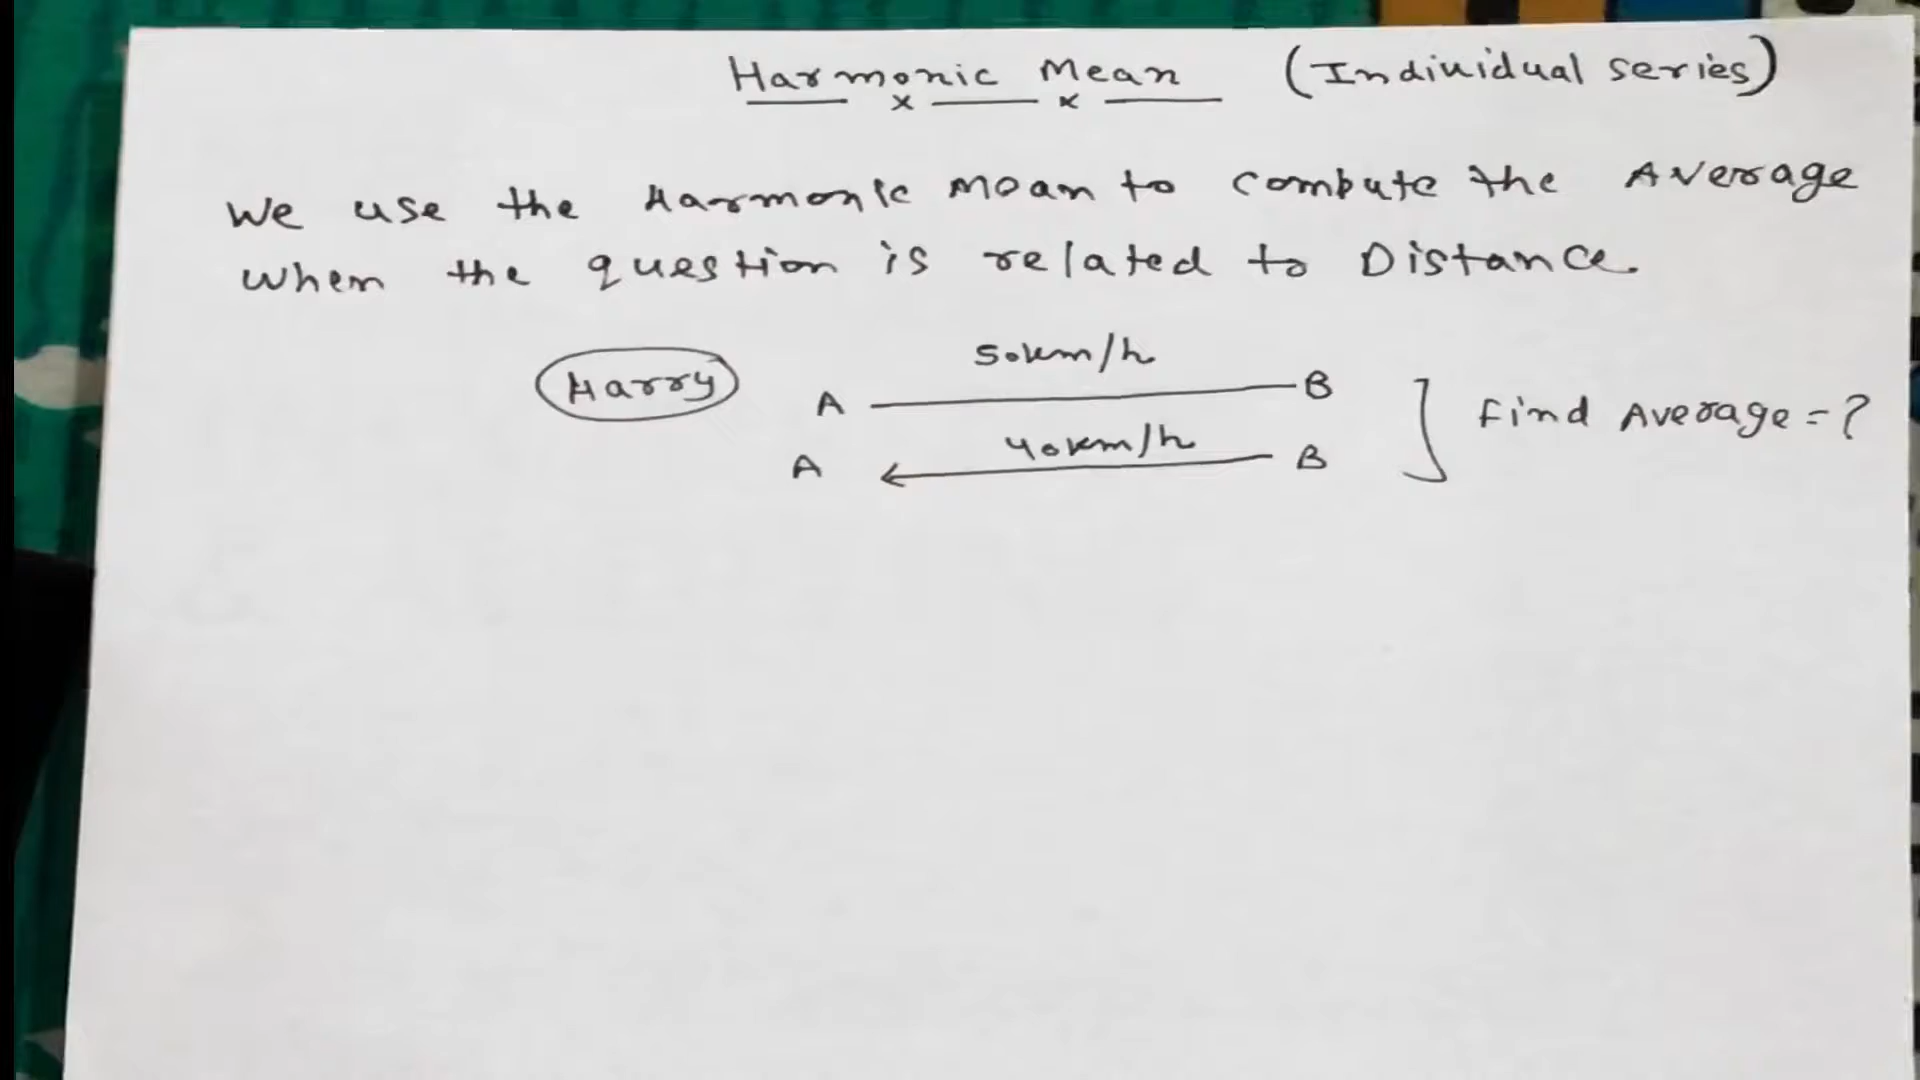 Harmonic Mean (Individual series)
We use the Harmonic Mean to compute the Average
when the question is related to Distance.
50km/h
Harry A B
find Average = ?
40km/h
A B